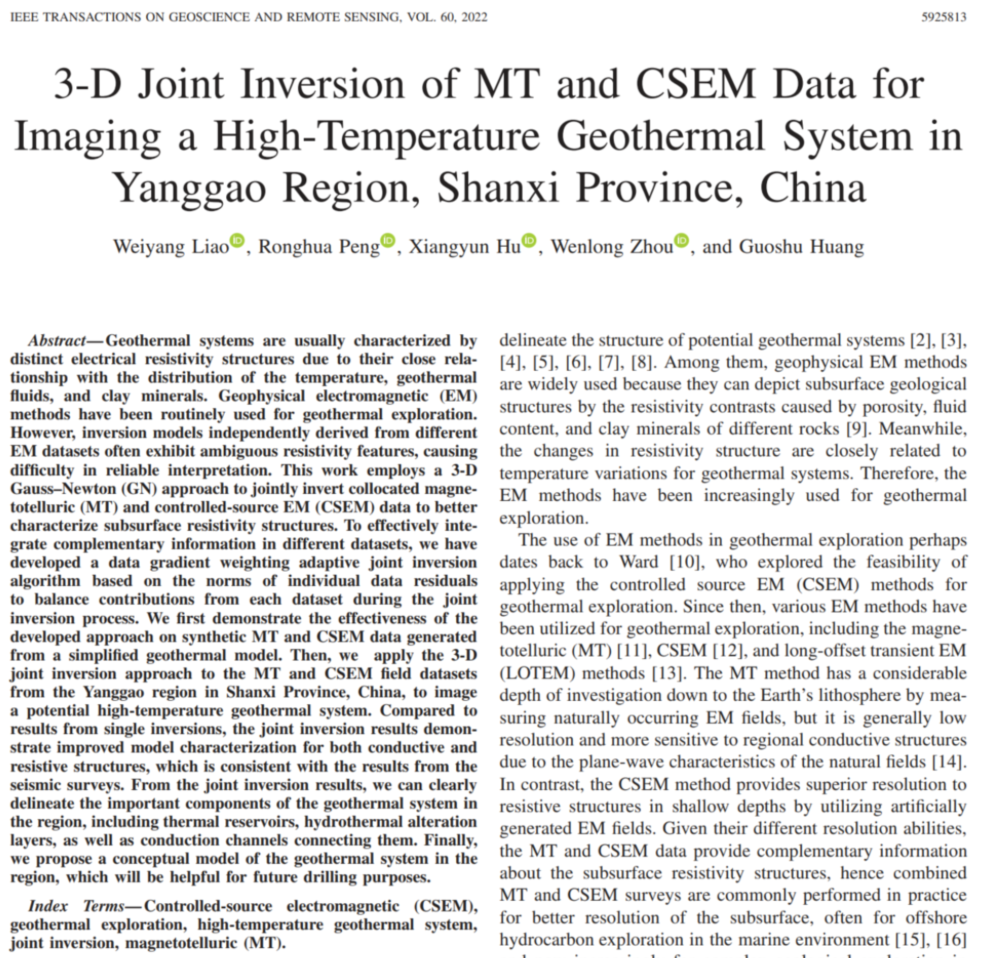 IEEE TRANSACTIONS ON GEOSCIENCE AND REMOTE SENSING, VOL. 60, 2022
5925813
3-D Joint Inversion of MT and CSEM Data for
Imaging a High-Temperature Geothermal System in
Yanggao Region, Shanxi Province, China
Weiyang Liao, Ronghua Peng, Xiangyun Hu, Wenlong Zhou, and Guoshu Huang
Abstract—Geothermal systems are usually characterized by
distinct electrical resistivity structures due to their close rela-
tionship with the distribution of the temperature, geothermal
fluids, and clay minerals. Geophysical electromagnetic (EM)
methods have been routinely used for geothermal exploration.
However, inversion models independently derived from different
EM datasets often exhibit ambiguous resistivity features, causing
difficulty in reliable interpretation. This work employs a 3-D
Gauss–Newton (GN) approach to jointly invert collocated magne-
totelluric (MT) and controlled-source EM (CSEM) data to better
characterize subsurface resistivity structures. To effectively inte-
grate complementary information in different datasets, we have
developed a data gradient weighting adaptive joint inversion
algorithm based on the norms of individual data residuals
to balance contributions from each dataset during the joint
inversion process. We first demonstrate the effectiveness of the
developed approach on synthetic MT and CSEM data generated
from a simplified geothermal model. Then, we apply the 3-D
joint inversion approach to the MT and CSEM field datasets
from the Yanggao region in Shanxi Province, China, to image
a potential high-temperature geothermal system. Compared to
results from single inversions, the joint inversion results demon-
strate improved model characterization for both conductive and
resistive structures, which is consistent with the results from the
seismic surveys. From the joint inversion results, we can clearly
delineate the important components of the geothermal system in
the region, including thermal reservoirs, hydrothermal alteration
layers, as well as conduction channels connecting them. Finally,
we propose a conceptual model of the geothermal system in the
region, which will be helpful for future drilling purposes.
Index Terms—Controlled-source electromagnetic (CSEM),
geothermal exploration, high-temperature geothermal system,
joint inversion, magnetotelluric (MT).
delineate the structure of potential geothermal systems [2], [3],
[4], [5], [6], [7], [8]. Among them, geophysical EM methods
are widely used because they can depict subsurface geological
structures by the resistivity contrasts caused by porosity, fluid
content, and clay minerals of different rocks [9]. Meanwhile,
the changes in resistivity structure are closely related to
temperature variations for geothermal systems. Therefore, the
EM methods have been increasingly used for geothermal
exploration.
The use of EM methods in geothermal exploration perhaps
dates back to Ward [10], who explored the feasibility of
applying the controlled source EM (CSEM) methods for
geothermal exploration. Since then, various EM methods have
been utilized for geothermal exploration, including the magne-
totelluric (MT) [11], CSEM [12], and long-offset transient EM
(LOTEM) methods [13]. The MT method has a considerable
depth of investigation down to the Earth's lithosphere by mea-
suring naturally occurring EM fields, but it is generally low
resolution and more sensitive to regional conductive structures
due to the plane-wave characteristics of the natural fields [14].
In contrast, the CSEM method provides superior resolution to
resistive structures in shallow depths by utilizing artificially
generated EM fields. Given their different resolution abilities,
the MT and CSEM data provide complementary information
about the subsurface resistivity structures, hence combined
MT and CSEM surveys are commonly performed in practice
for better resolution of the subsurface, often for offshore
hydrocarbon exploration in the marine environment [15], [16]